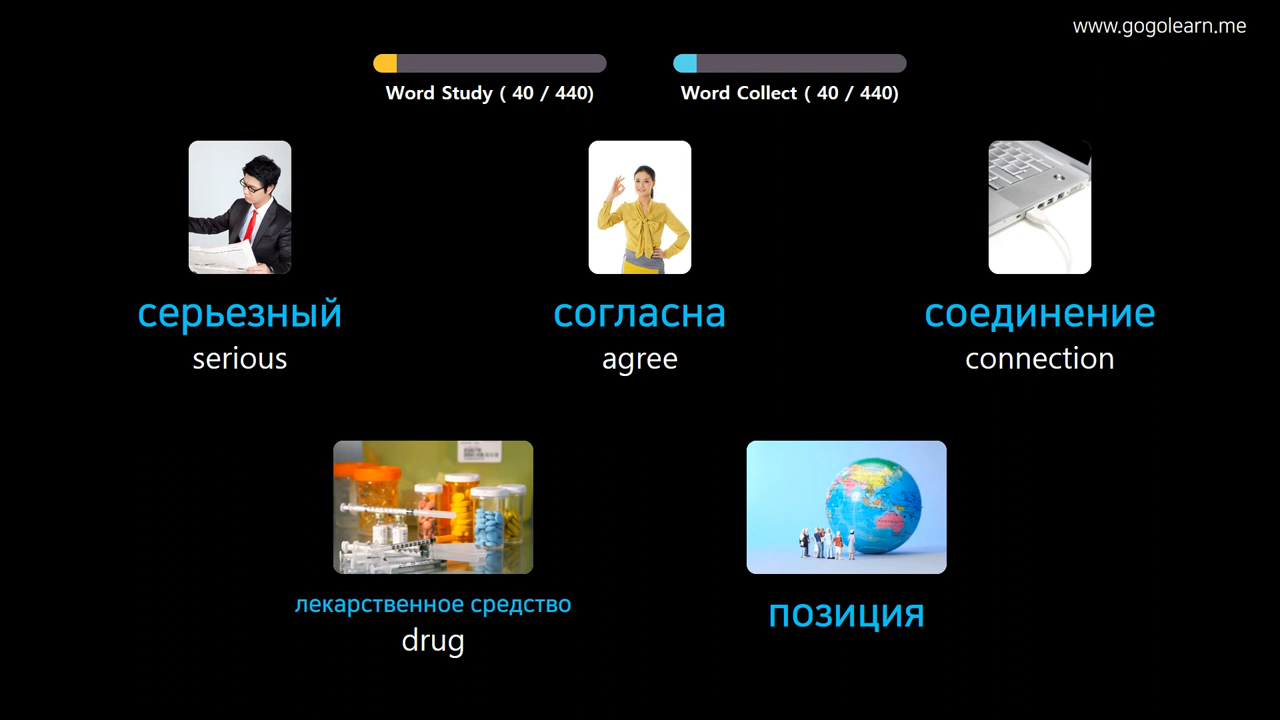 www.gogolearn.me
Word Study ( 40 / 440)
Word Collect ( 40 / 440)
серьезный
serious
согласна
agree
соединение
connection
лекарственное средство
drug
позиция